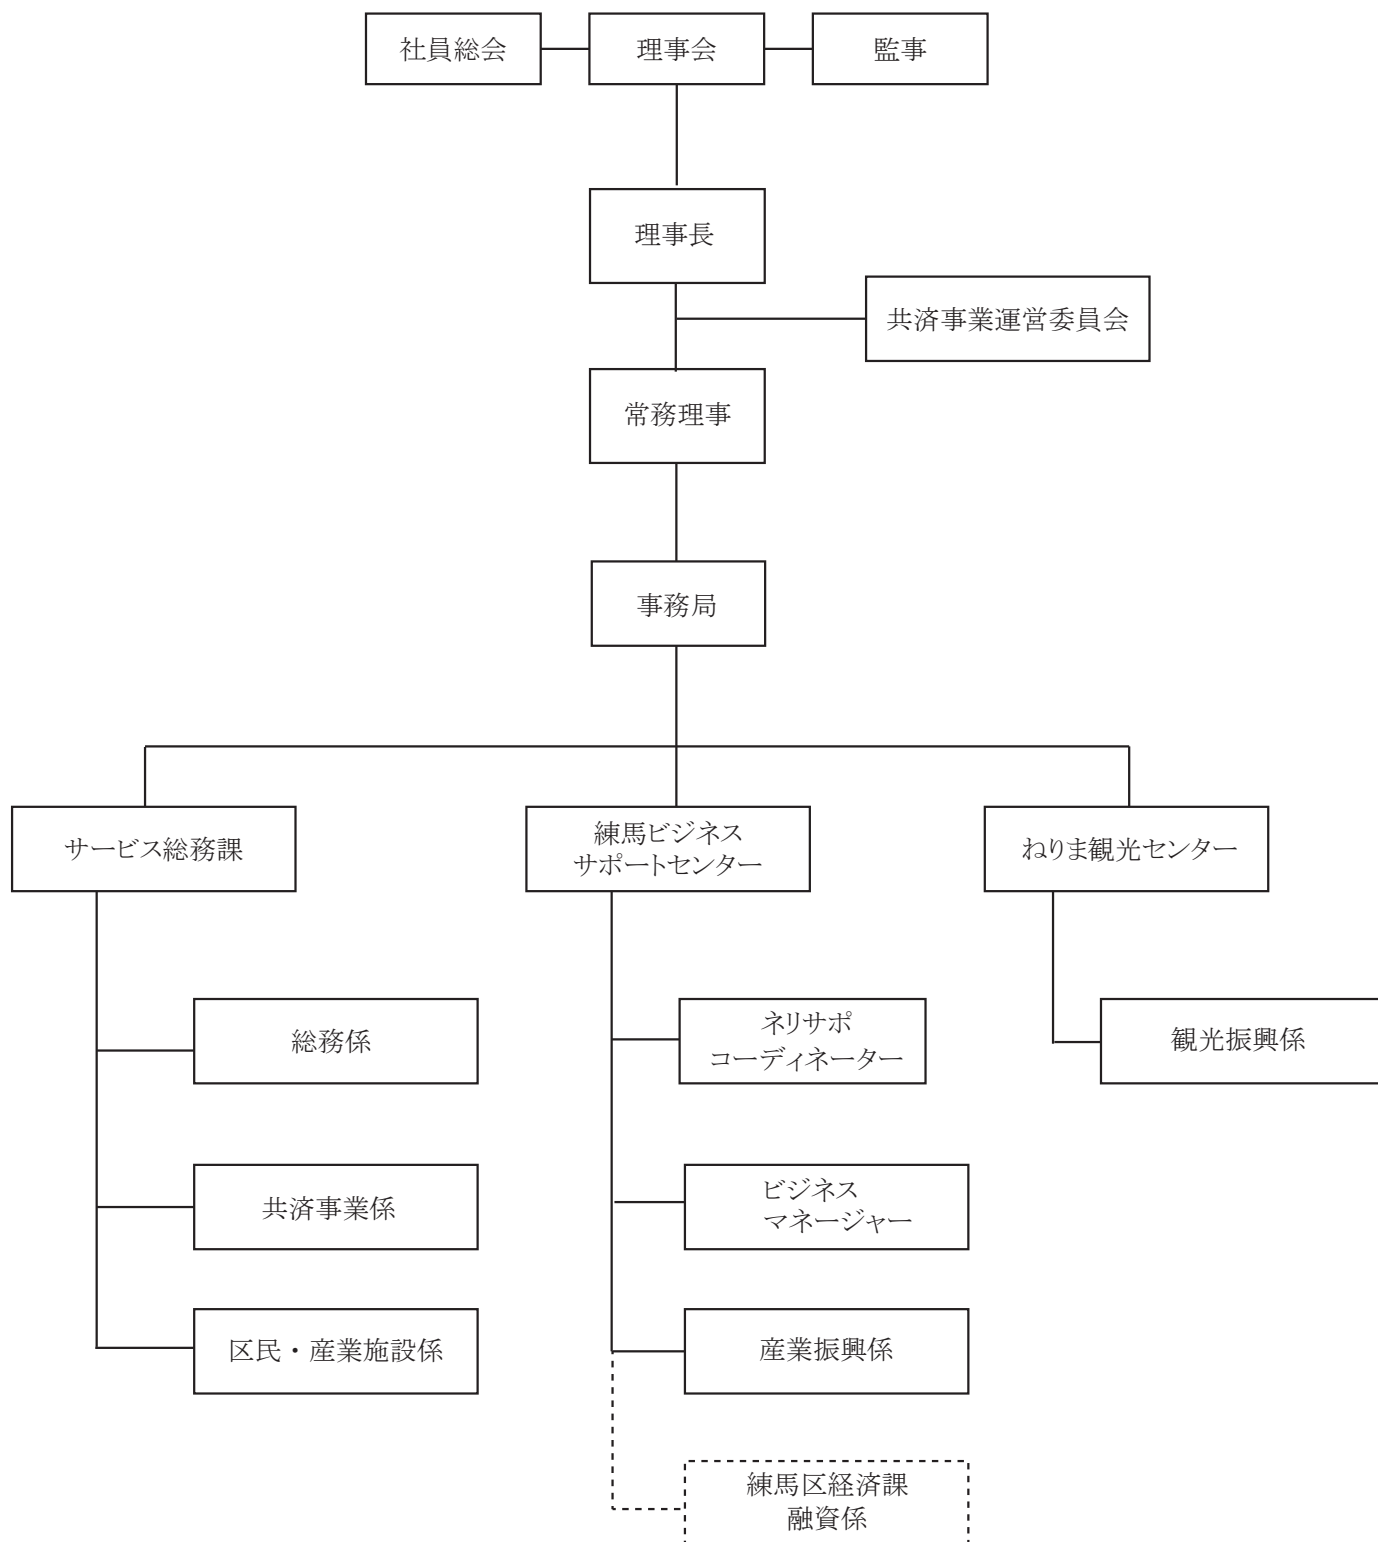 社員総会
理事会
監事
理事長
共済事業運営委員会
常務理事
事務局
サービス総務課
練馬ビジネス
サポートセンター
ねりま観光センター
総務係
ネリサポ
コーディネーター
観光振興係
共済事業係
ビジネス
マネージャー
区民・産業施設係
産業振興係
練馬区経済課
融資係